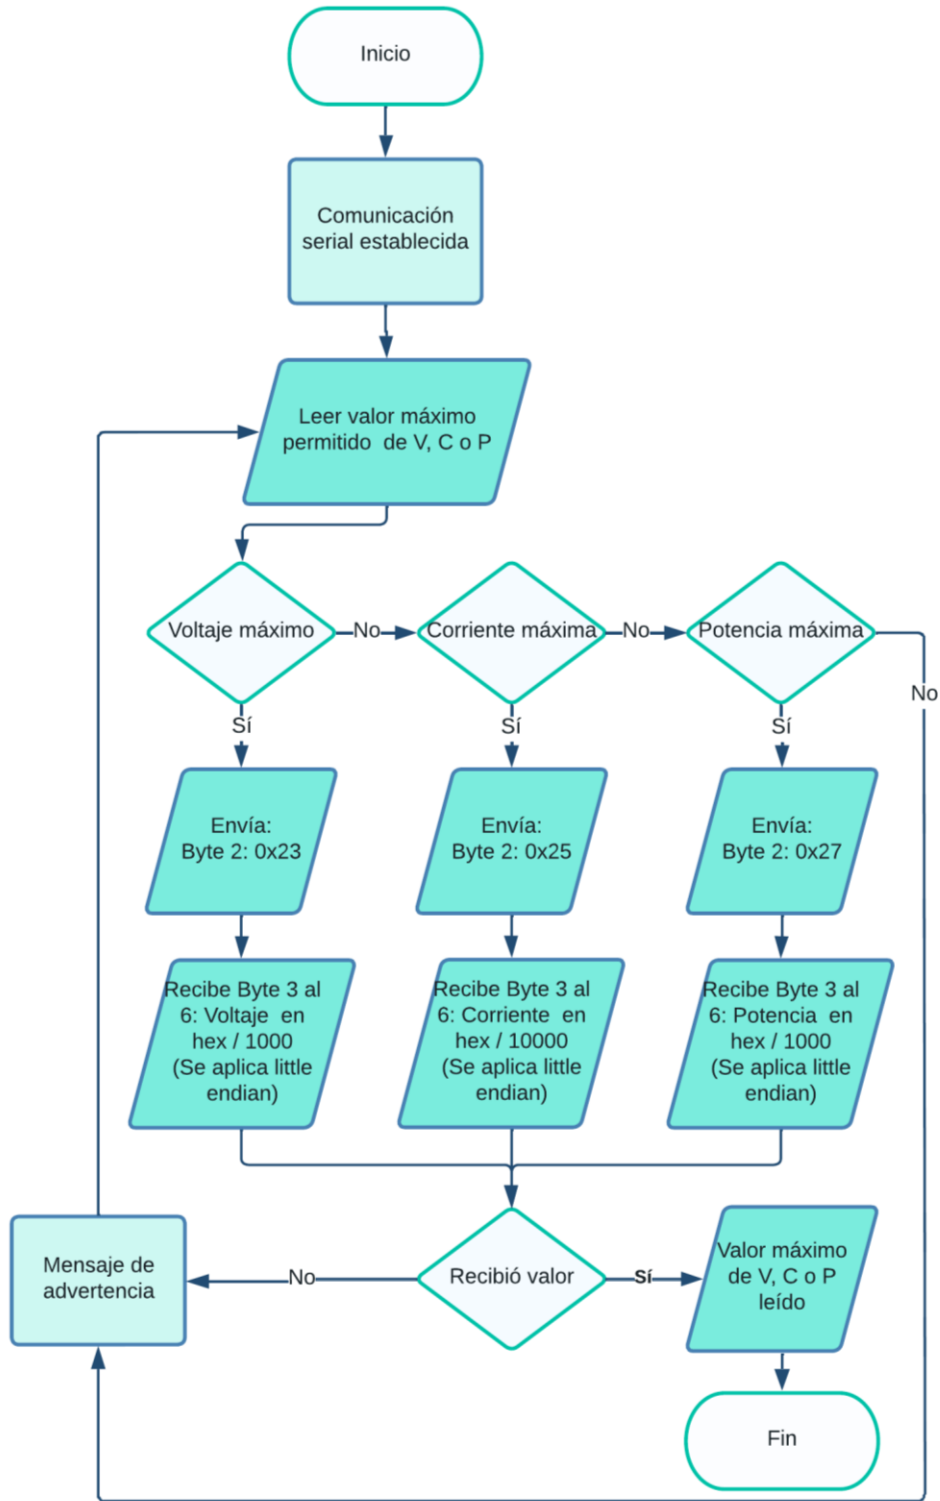 Inicio
Comunicación
serial establecida
Leer valor máximo
permitido de V, C o P
Voltaje máximo
No
Corriente máxima
No
Potencia máxima
No
Sí
Sí
Sí
Envía:
Byte 2: 0x23
Envía:
Byte 2: 0x25
Envía:
Byte 2: 0x27
Recibe Byte 3 al
6: Voltaje en
hex / 1000
(Se aplica little
endian)
Recibe Byte 3 al
6: Corriente en
hex / 10000
(Se aplica little
endian)
Recibe Byte 3 al
6: Potencia en
hex / 1000
(Se aplica little
endian)
Mensaje de
advertencia
No
Recibió valor
Sí
Valor máximo
de V, C o P
leído
Fin